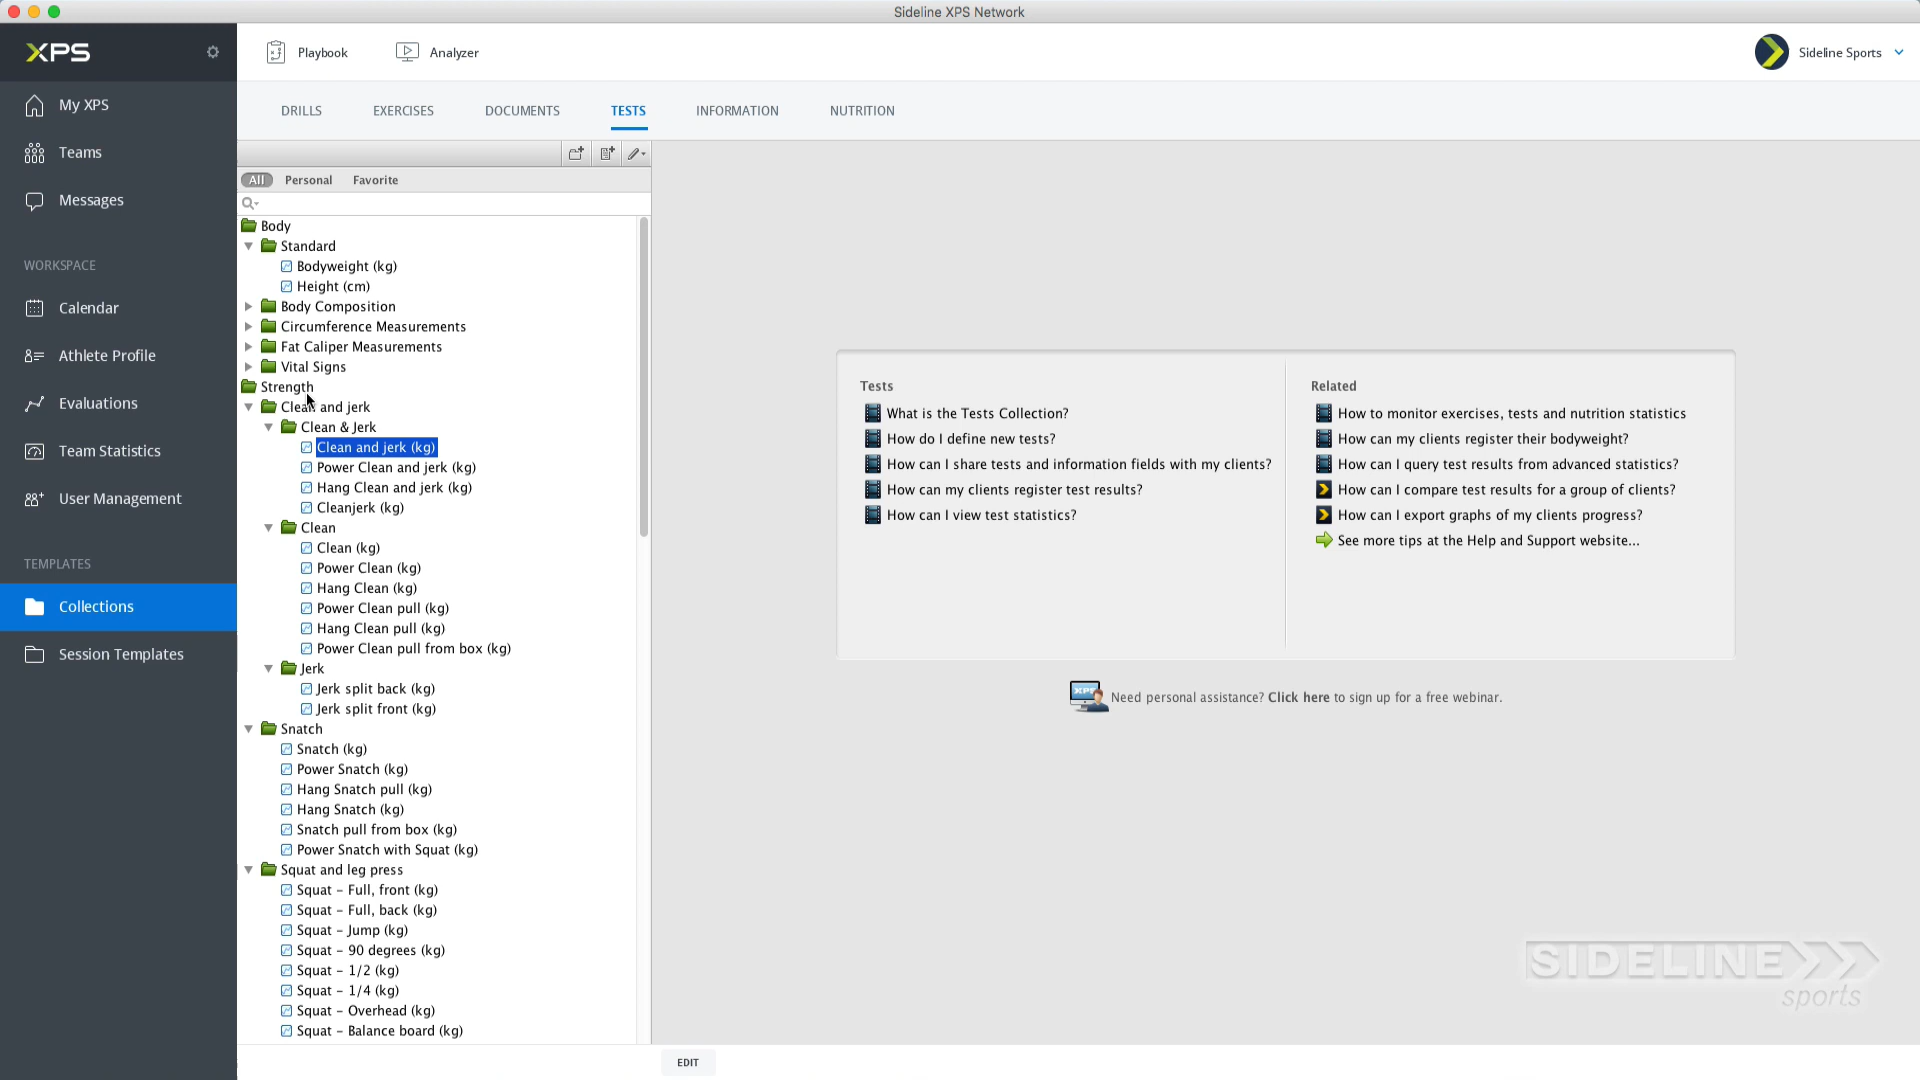 Sideline XPS Network
XPS
Playbook
Analyzer
Sideline Sports
My XPS
Teams
Messages
WORKSPACE
Calendar
Athlete Profile
Evaluations
Team Statistics
User Management
TEMPLATES
Collections
Session Templates
DRILLS
EXERCISES
DOCUMENTS
TESTS
INFORMATION
NUTRITION
All
Personal
Favorite
Body
Standard
Bodyweight (kg)
Height (cm)
Body Composition
Circumference Measurements
Fat Caliper Measurements
Vital Signs
Strength
Clean and jerk
Clean & Jerk
Clean and jerk (kg)
Power Clean and jerk (kg)
Hang Clean and jerk (kg)
Cleanjerk (kg)
Clean
Clean (kg)
Power Clean (kg)
Hang Clean (kg)
Power Clean pull (kg)
Hang Clean pull (kg)
Power Clean pull from box (kg)
Jerk
Jerk split back (kg)
Jerk split front (kg)
Snatch
Snatch (kg)
Power Snatch (kg)
Hang Snatch pull (kg)
Hang Snatch (kg)
Snatch pull from box (kg)
Power Snatch with Squat (kg)
Squat and leg press
Squat - Full, front (kg)
Squat - Full, back (kg)
Squat - Jump (kg)
Squat - 90 degrees (kg)
Squat - 1/2 (kg)
Squat - 1/4 (kg)
Squat - Overhead (kg)
Squat - Balance board (kg)
Tests
What is the Tests Collection?
How do I define new tests?
How can I share tests and information fields with my clients?
How can my clients register test results?
How can I view test statistics?
Related
How to monitor exercises, tests and nutrition statistics
How can my clients register their bodyweight?
How can I query test results from advanced statistics?
How can I compare test results for a group of clients?
How can I export graphs of my clients progress?
See more tips at the Help and Support website...
XPS
Need personal assistance? Click here to sign up for a free webinar.
SIDELINE
sports
EDIT